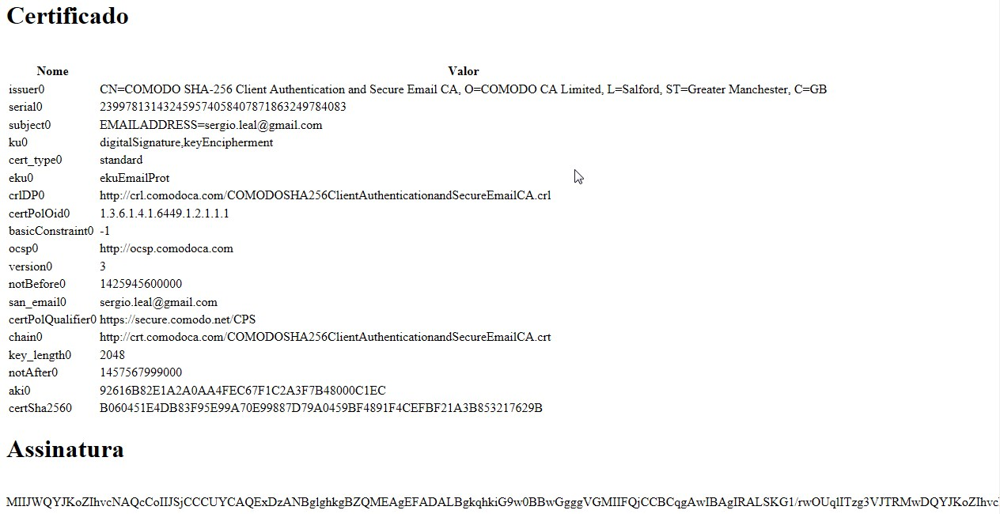 Certificado
Nome Valor
issuer0 CN=COMODO SHA-256 Client Authentication and Secure Email CA, O=COMODO CA Limited, L=Salford, ST=Greater Manchester, C=GB
serial0 239978131432459574058407871863249784083
subject0 EMAILADDRESS=sergio.leal@gmail.com
ku0 digitalSignature,keyEncipherment
cert_type0 standard
eku0 ekuEmailProt
crlDP0 http://crl.comodoca.com/COMODOSHA256ClientAuthenticationandSecureEmailCA.crl
certPolOid0 1.3.6.1.4.1.6449.1.2.1.1.1
basicConstraint0 -1
ocsp0 http://ocsp.comodoca.com
version0 3
notBefore0 1425945600000
san_email0 sergio.leal@gmail.com
certPolQualifier0 https://secure.comodo.net/CPS
chain0 http://crt.comodoca.com/COMODOSHA256ClientAuthenticationandSecureEmailCA.crt
key_length0 2048
notAfter0 1457567999000
aki0 92616B82E1A2A0AA4FEC67F1C2A3F7B48000C1EC
certSha2560 B060451E4DB83F95E99A70E99887D79A0459BF4891F4CEFBF21A3B853217629B
Assinatura
MIIJWQYJKoZIhvcNAQcCoIIJSjCCCUYCAQExDzANBglghkgBZQMEAgEFADALBgkqhkiG9w0BBwGgggVGMIIFQjCCBCqgAwIBAgIRALSKG1/rwOUqlITzg3VJTRMwDQYJKoZIhvc